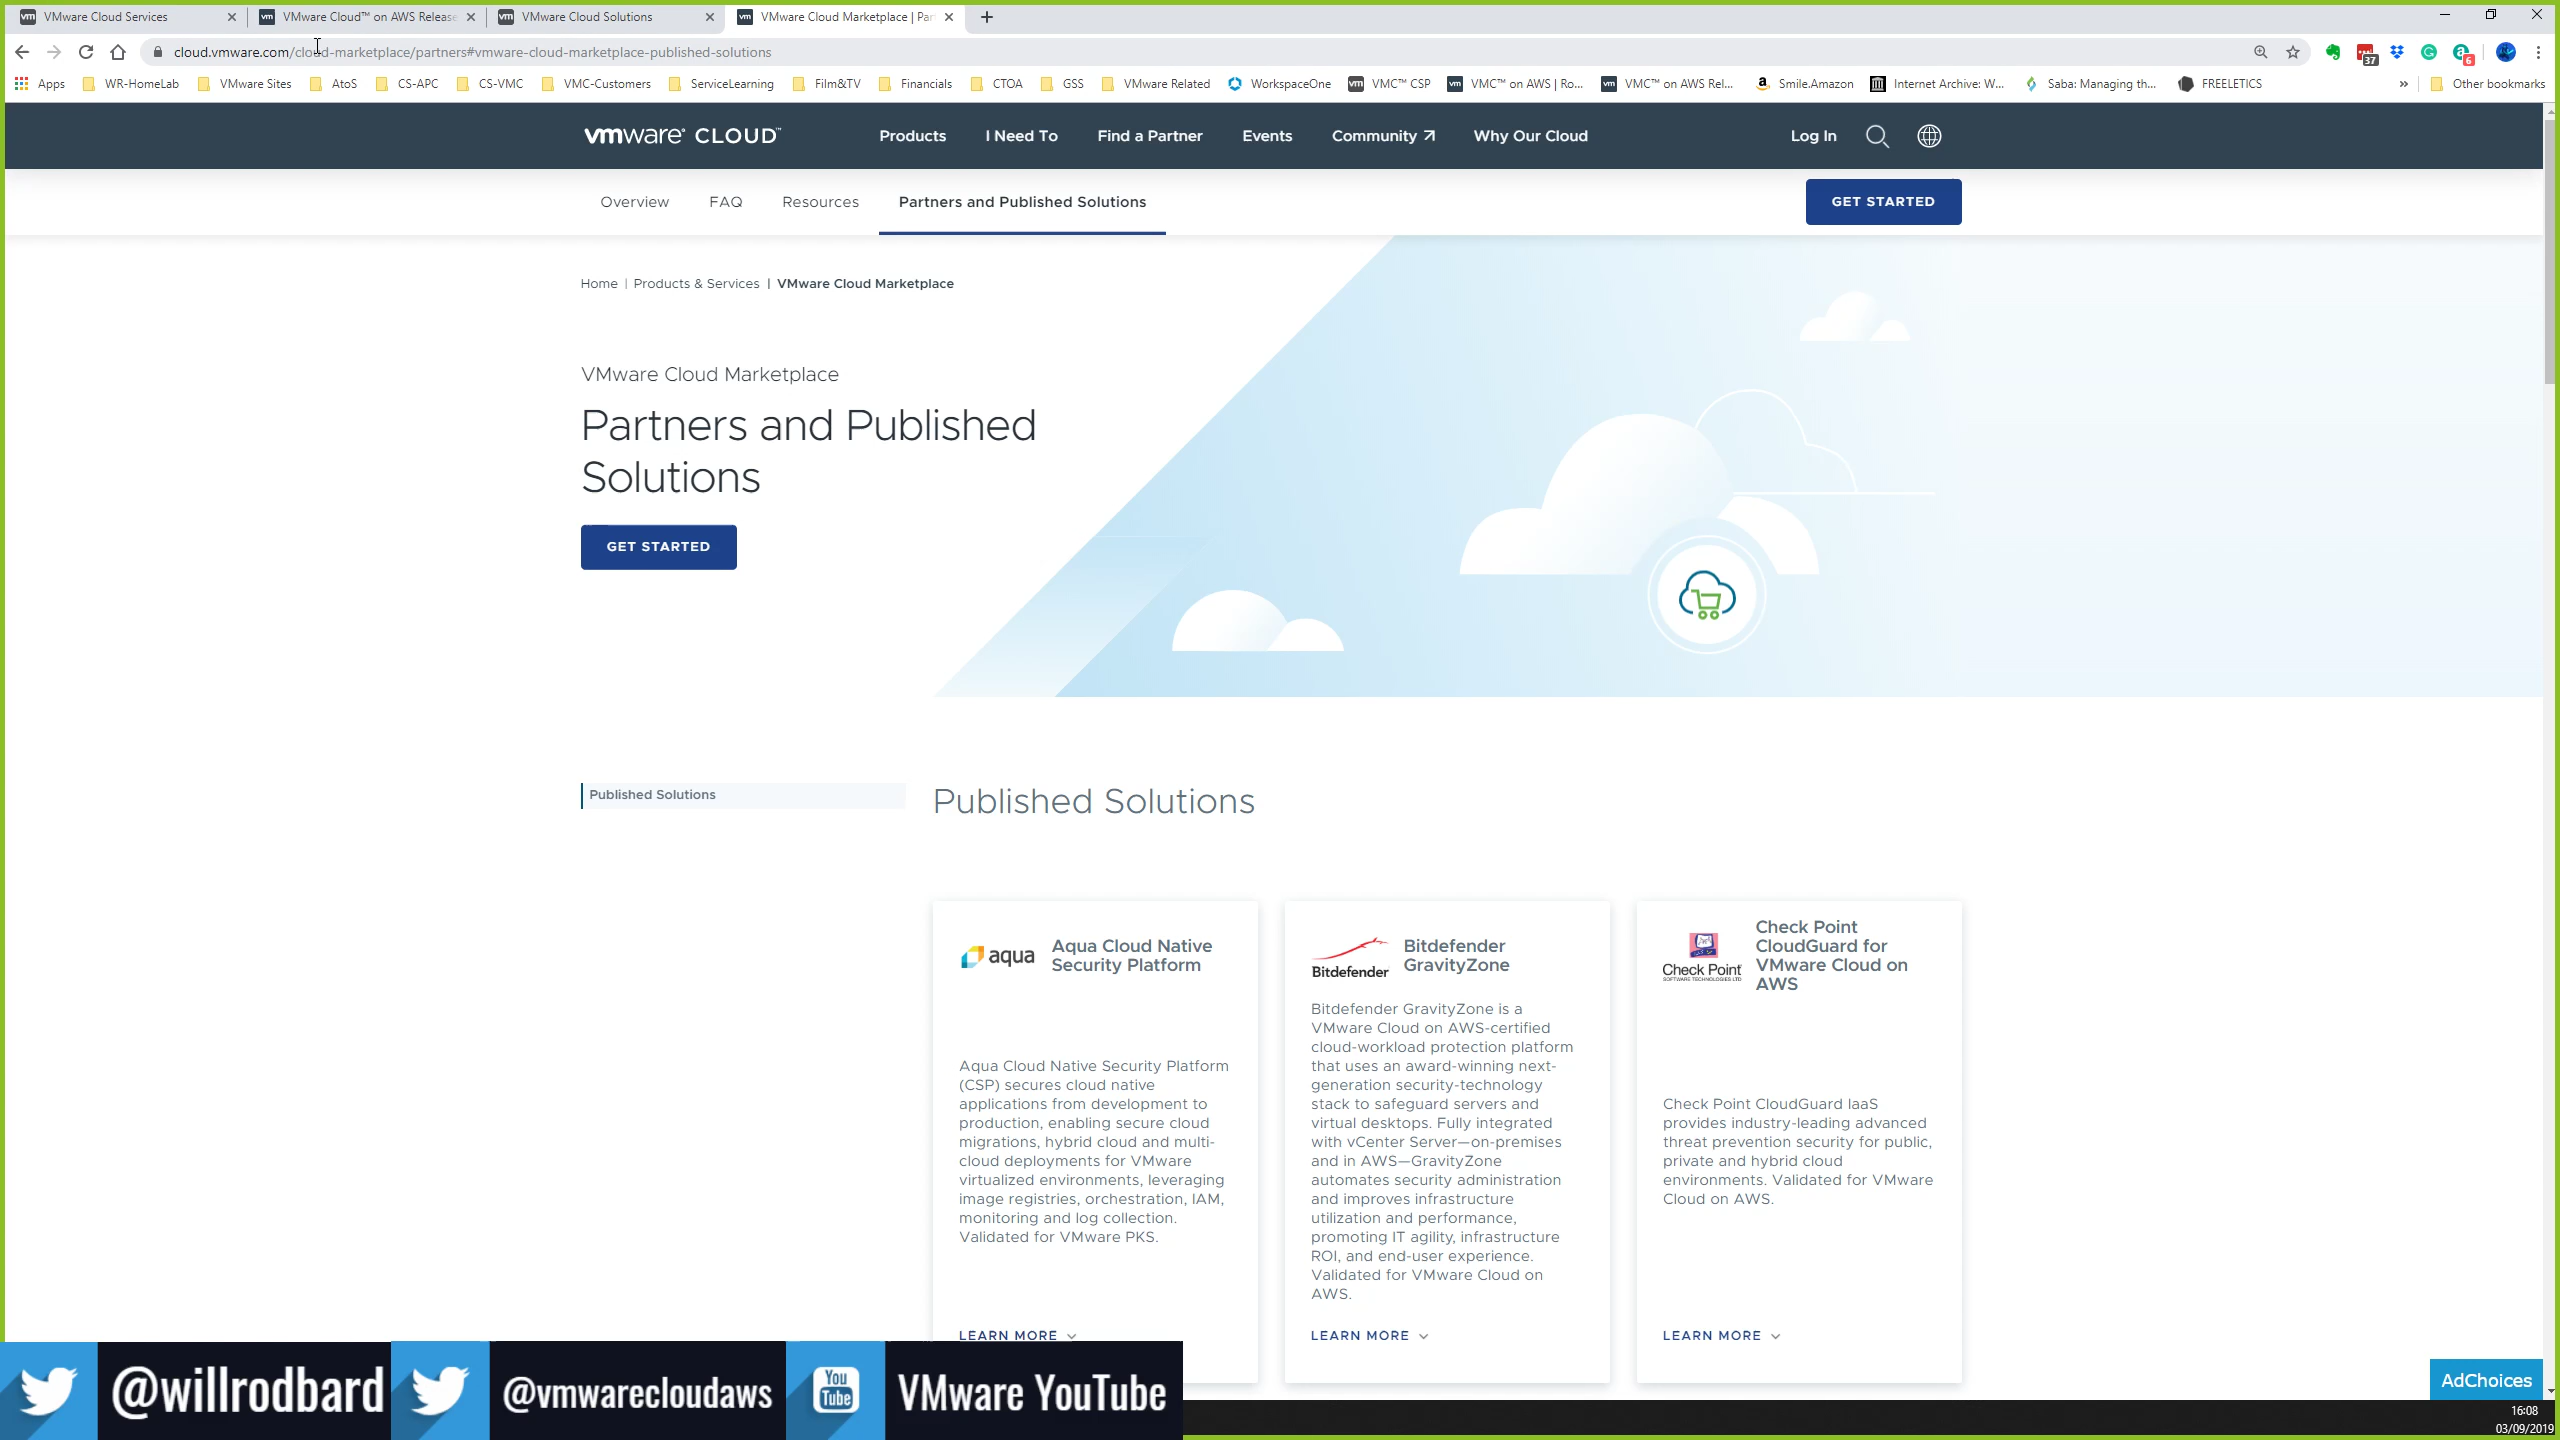 VMware Cloud Services
VMware Cloud™ on AWS Release
VMware Cloud Solutions
VMware Cloud Marketplace | Par
cloud.vmware.com/cloud-marketplace/partners#vmware-cloud-marketplace-published-solutions
37
6
Apps
WR-HomeLab
VMware Sites
AtoS
CS-APC
CS-VMC
VMC-Customers
ServiceLearning
Film&TV
Financials
CTOA
GSS
VMware Related
WorkspaceOne
VMC™ CSP
VMC™ on AWS | Ro...
VMC™ on AWS Rel...
Smile.Amazon
Internet Archive: W...
Saba: Managing th...
FREELETICS
»
Other bookmarks
vmware® CLOUD™
Products
I Need To
Find a Partner
Events
Community
Why Our Cloud
Log In
Overview
FAQ
Resources
Partners and Published Solutions
GET STARTED
Home | Products & Services | VMware Cloud Marketplace
VMware Cloud Marketplace
Partners and Published
Solutions
GET STARTED
Published Solutions
Published Solutions
aqua
Aqua Cloud Native
Security Platform
Aqua Cloud Native Security Platform
(CSP) secures cloud native
applications from development to
production, enabling secure cloud
migrations, hybrid cloud and multi-
cloud deployments for VMware
virtualized environments, leveraging
image registries, orchestration, IAM,
monitoring and log collection.
Validated for VMware PKS.
LEARN MORE
Bitdefender
Bitdefender
GravityZone
Bitdefender GravityZone is a
VMware Cloud on AWS-certified
cloud-workload protection platform
that uses an award-winning next-
generation security-technology
stack to safeguard servers and
virtual desktops. Fully integrated
with vCenter Server—on-premises
and in AWS—GravityZone
automates security administration
and improves infrastructure
utilization and performance,
promoting IT agility, infrastructure
ROI, and end-user experience.
Validated for VMware Cloud on
AWS.
LEARN MORE
Check Point
SOFTWARE TECHNOLOGIES LTD
Check Point
CloudGuard for
VMware Cloud on
AWS
Check Point CloudGuard IaaS
provides industry-leading advanced
threat prevention security for public,
private and hybrid cloud
environments. Validated for VMware
Cloud on AWS.
LEARN MORE
@willrodbard
@vmwarecloudaws
You
Tube
VMware YouTube
AdChoices
16:08
03/09/2019